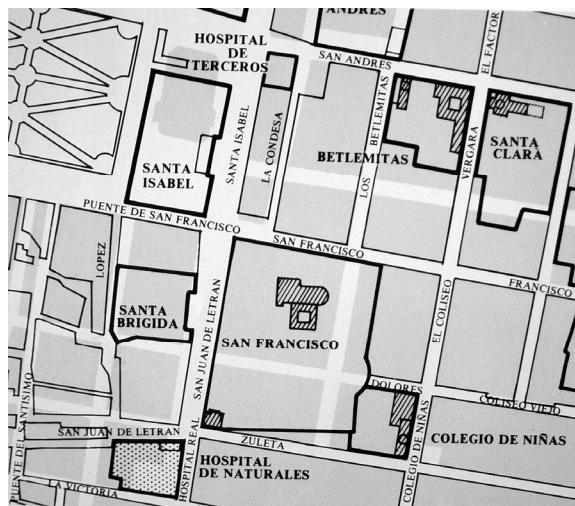 ANDRES
HOSPITAL
DE
TERCEROS
SAN ANDRES
EL FACTOR
SANTA ISABEL
LA CONDESA
LOS BETLEMITAS
BETLEMITAS
VERGARA
SANTA
CLARA
SANTA
ISABEL
PUENTE DE SAN FRANCISCO
SAN FRANCISCO
FRANCISCO
LOPEZ
SANTA
BRIGIDA
SAN JUAN DE LETRAN
SAN FRANCISCO
EL COLISEO
DOLORES
COLISEO VIEJO
PUENTE DEL SANTISIMO
SAN JUAN DE LETRAN
HOSPITAL REAL
ZULETA
COLEGIO DE NIÑAS
COLEGIO DE NIÑAS
HOSPITAL
DE NATURALES
LA VICTORIA